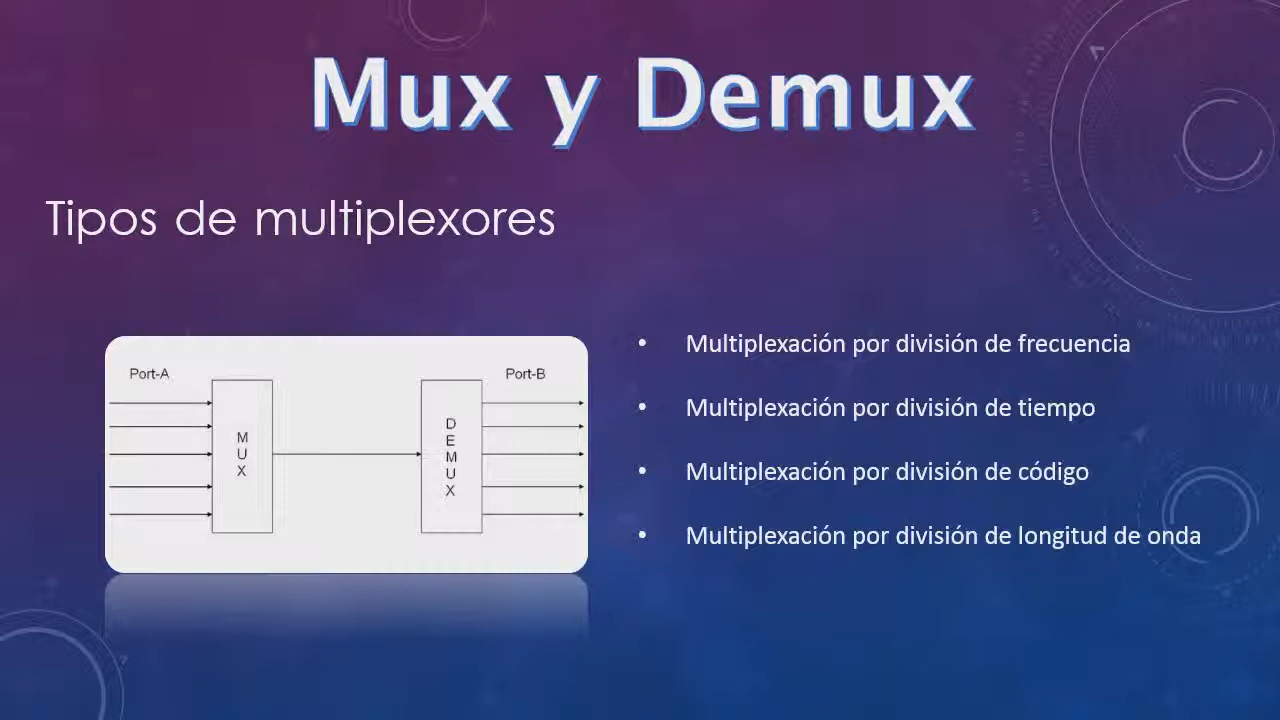 Mux y Demux
Tipos de multiplexores
Port-A
Port-B
MUX
DEMUX
• Multiplexación por división de frecuencia
• Multiplexación por división de tiempo
• Multiplexación por división de código
• Multiplexación por división de longitud de onda